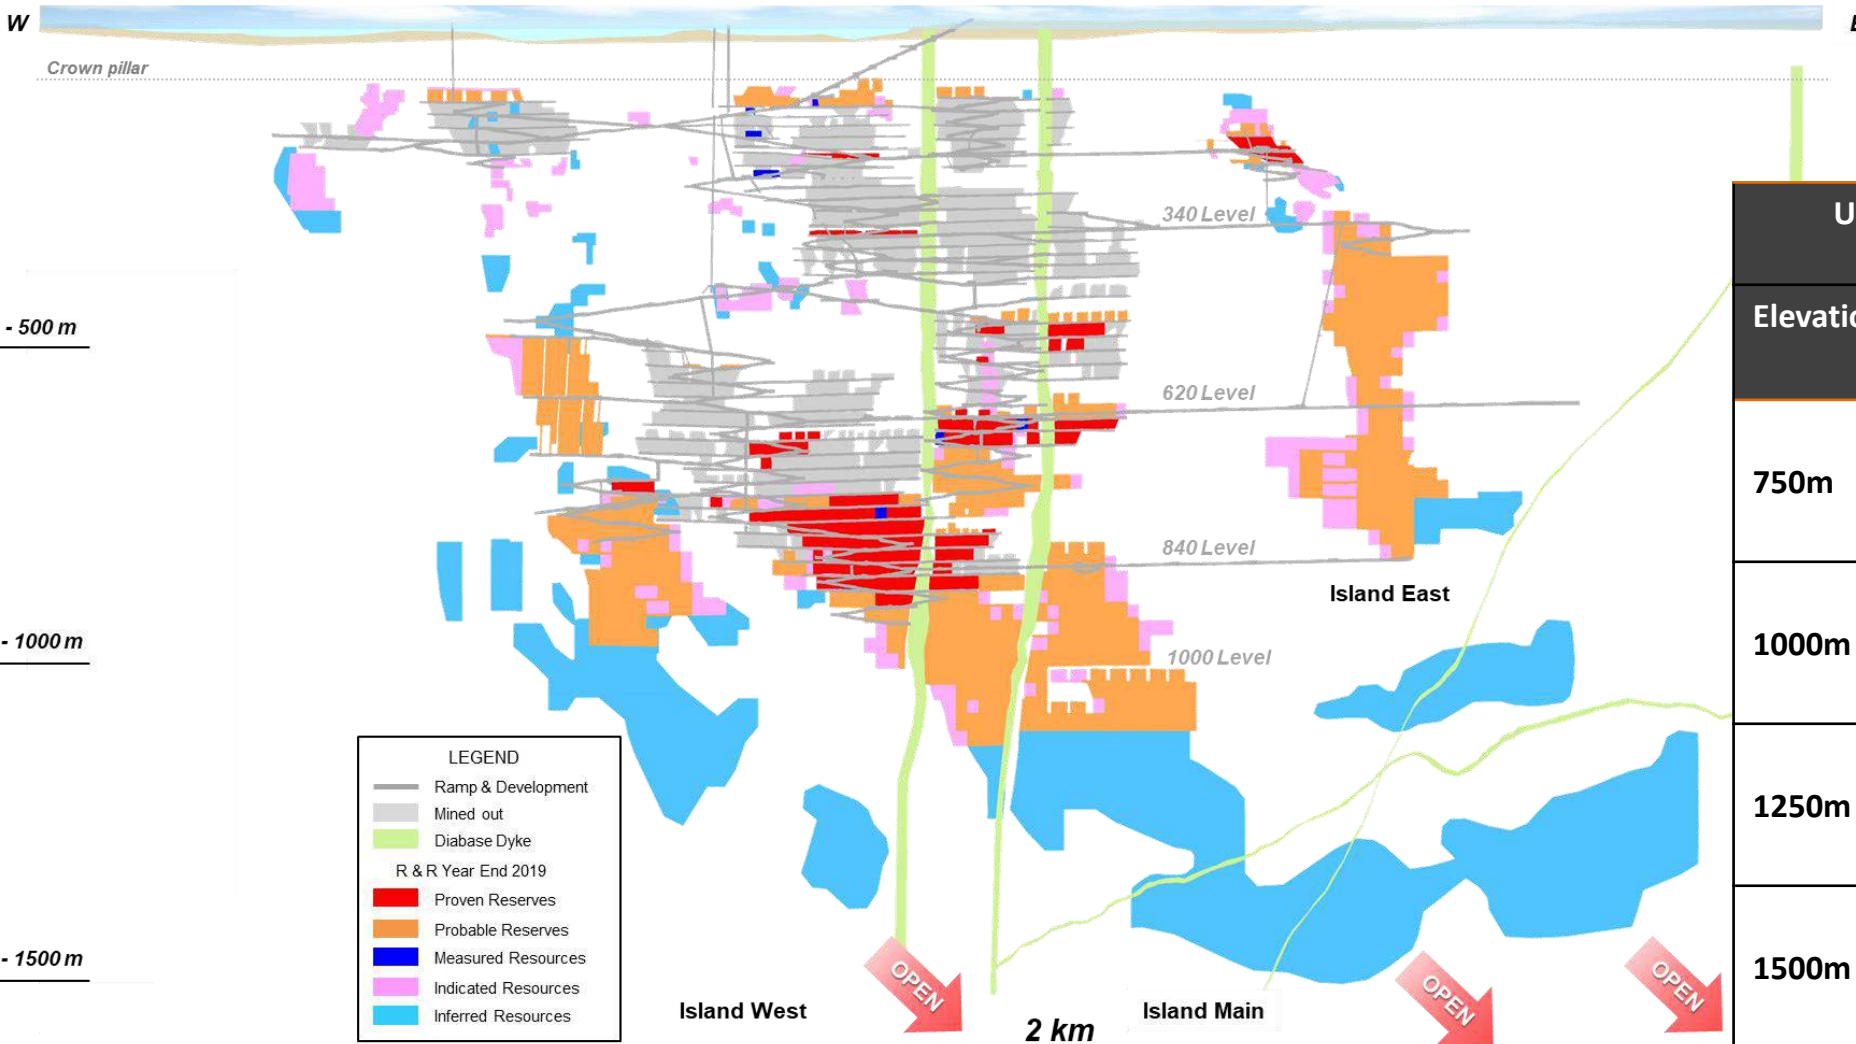 W
Crown pillar
340 Level
- 500 m
620 Level
840 Level
Island East
- 1000 m
1000 Level
LEGEND
Ramp & Development
Mined out
Diabase Dyke
R & R Year End 2019
Proven Reserves
Probable Reserves
Measured Resources
Indicated Resources
Inferred Resources
- 1500 m
Island West
OPEN
2 km
Island Main
OPEN
OPEN
750m
1000m
1250m
1500m